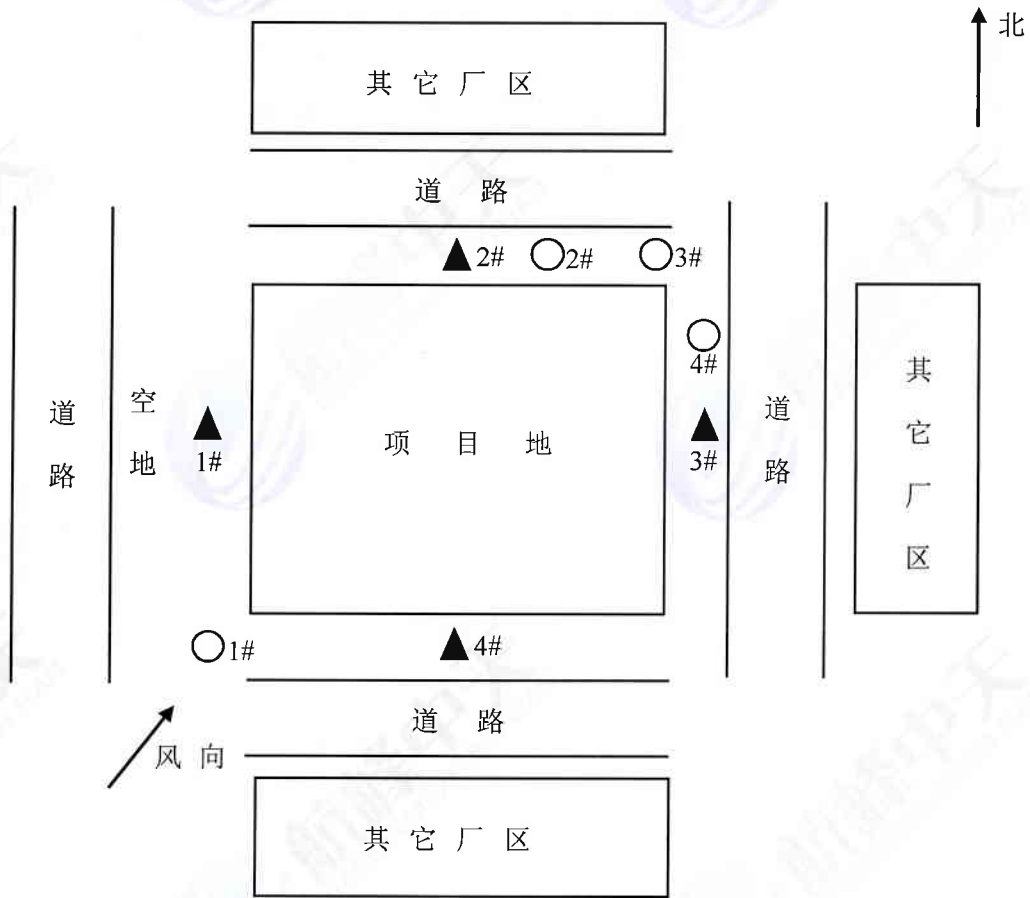 北
其它厂区
道路
▲2# ○2# ○3#
○4#
道路
空地
▲1#
项目地
▲3#
道路
其它厂区
○1#
▲4#
道路
风向
其它厂区